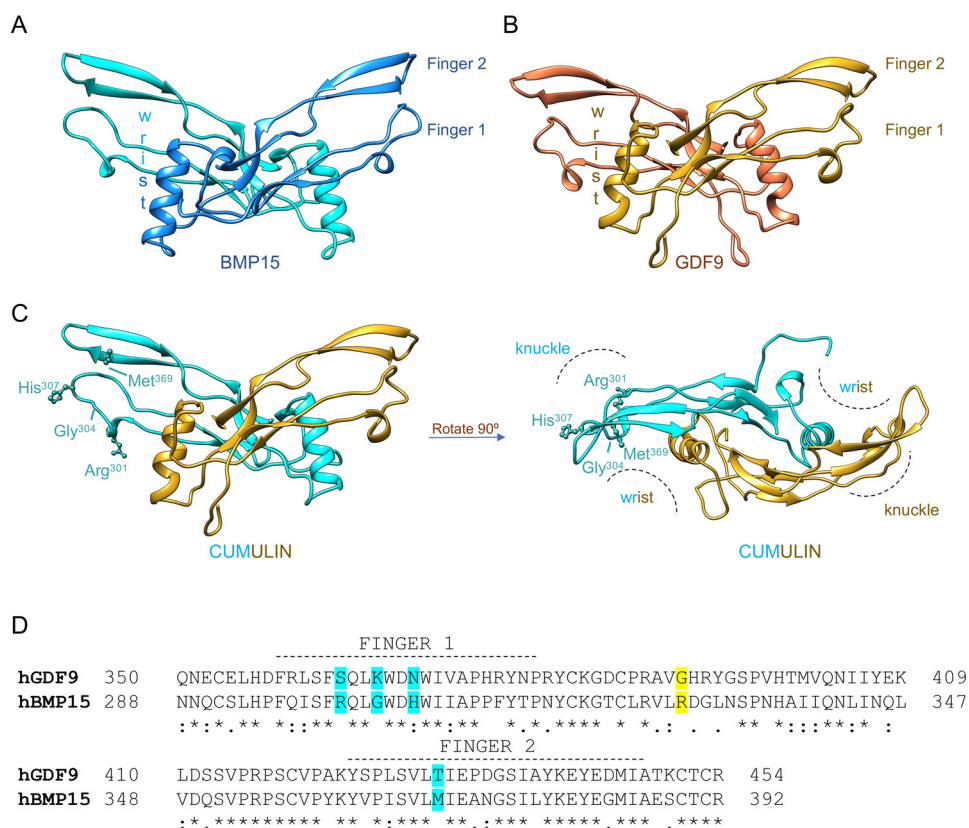 A
B
Finger 2
Finger 1
wrist
BMP15
Finger 2
Finger 1
wrist
GDF9
C
His307
Met369
Gly304
Arg301
CUMULIN
Rotate 90º
knuckle
Arg301
His307
Gly304
Met369
wrist
wrist
knuckle
CUMULIN
D
FINGER 1
hGDF9 350 QNECELHDFRLSFSQLKWDNWIVAPHRYNPRYCKGDCPRAVGHRYGSPVHTMVQNIIYEK 409
hBMP15 288 NNQCSLHPFQISFRQLGWDHWIIAPPFYTPNYCKGTCLRVLRDGLNSPNHAIIQNLINQL 347
FINGER 2
hGDF9 410 LDSSVPRPSCVPAKYSPLSVLTIEPDGSIAYKEYEDMIATKCTCR 454
hBMP15 348 VDQSVPRPSCVPYKYVPISVLMIEANGSILYKEYEGMIAESCTCR 392